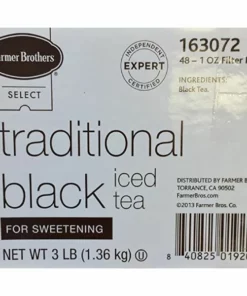 armer Brothers
SELECT
INDEPENDENT
EXPERT
CERTIFIED
163072
48 – 1 OZ Filter
INGREDIENTS:
Black Tea.
traditional
black iced
tea
FOR SWEETENING
NET WT 3 LB (1.36 kg) U
DISTRIBUTED BY FARMER B
TORRANCE, CA 90502
FarmerBros.com
©2013 Farmer Bros. Co.
8 40825 0192